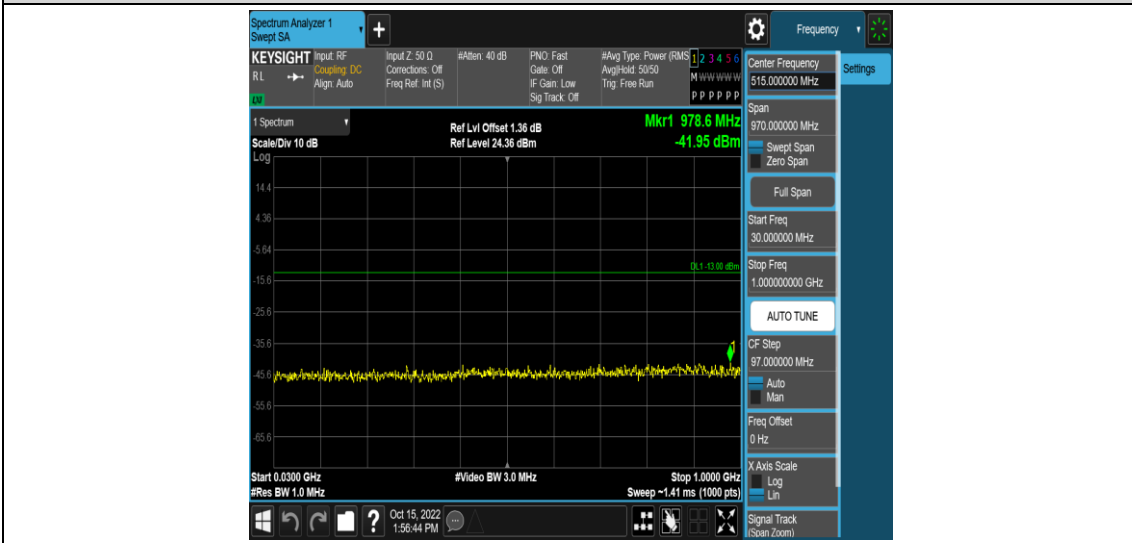 Spectrum Analyzer 1
Swept SA
+
Frequency
KEYSIGHT
RL
LNI
Input: RF
Coupling: DC
Align: Auto
Input Z: 50 Ω
Corrections: Off
Freq Ref: Int (S)
#Atten: 40 dB
PNO: Fast
Gate: Off
IF Gain: Low
Sig Track: Off
#Avg Type: Power (RMS
Avg|Hold: 50/50
Trig: Free Run
1 2 3 4 5 6
M W W W W W
P P P P P P
1 Spectrum
Scale/Div 10 dB
Log
Ref Lvl Offset 1.36 dB
Ref Level 24.36 dBm
Mkr1 978.6 MHz
-41.95 dBm
14.4
4.36
-5.64
DL1 -13.00 dBm
-15.6
-25.6
-35.6
1
-45.6
-55.6
-65.6
Start 0.0300 GHz
#Res BW 1.0 MHz
#Video BW 3.0 MHz
Stop 1.0000 GHz
Sweep ~1.41 ms (1000 pts)
Center Frequency
515.000000 MHz
Settings
Span
970.000000 MHz
Swept Span
Zero Span
Full Span
Start Freq
30.000000 MHz
Stop Freq
1.000000000 GHz
AUTO TUNE
CF Step
97.000000 MHz
Auto
Man
Freq Offset
0 Hz
X Axis Scale
Log
Lin
Signal Track
(Span Zoom)
?
Oct 15, 2022
1:56:44 PM